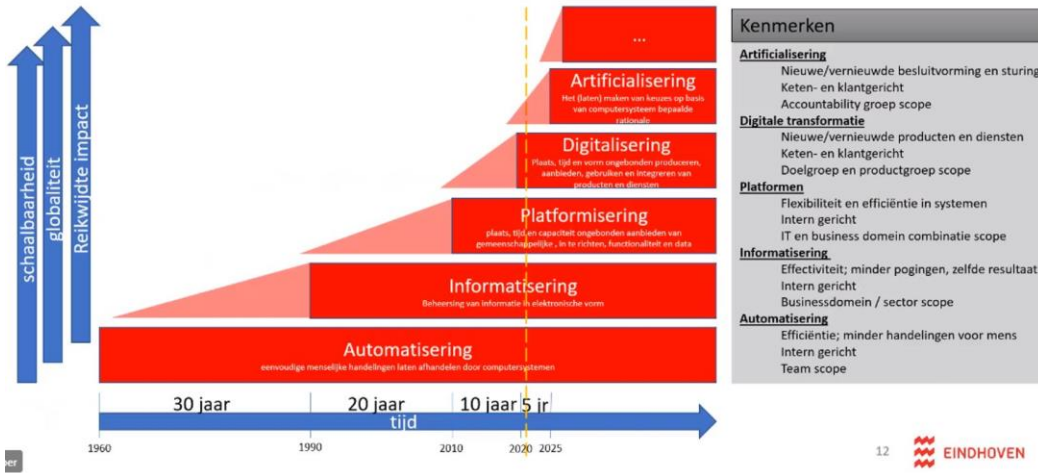 schaalbaarheid
globaliteit
Reikwijdte impact
...
Artificialisering
Het (laten) maken van keuzes op basis
van computersysteem bepaalde
rationale
Digitalisering
Plaats, tijd en vorm ongebonden produceren,
aanbieden, gebruiken en integreren van
producten en diensten
Platformisering
plaats, tijd en capaciteit ongebonden aanbieden van
gemeenschappelijke , in te richten, functionaliteit en data
Informatisering
Beheersing van informatie in elektronische vorm
Automatisering
eenvoudige menselijke handelingen laten afhandelen door computersystemen
30 jaar
20 jaar
10 jaar
5 jr
tijd
1960
1990
2010
2020
2025
Kenmerken
Artificialisering
Nieuwe/vernieuwde besluitvorming en sturing
Keten- en klantgericht
Accountability groep scope
Digitale transformatie
Nieuwe/vernieuwde producten en diensten
Keten- en klantgericht
Doelgroep en productgroep scope
Platformen
Flexibiliteit en efficiëntie in systemen
Intern gericht
IT en business domein combinatie scope
Informatisering
Effectiviteit; minder pogingen, zelfde resultaat
Intern gericht
Businessdomein / sector scope
Automatisering
Efficiëntie; minder handelingen voor mens
Intern gericht
Team scope
12
EINDHOVEN